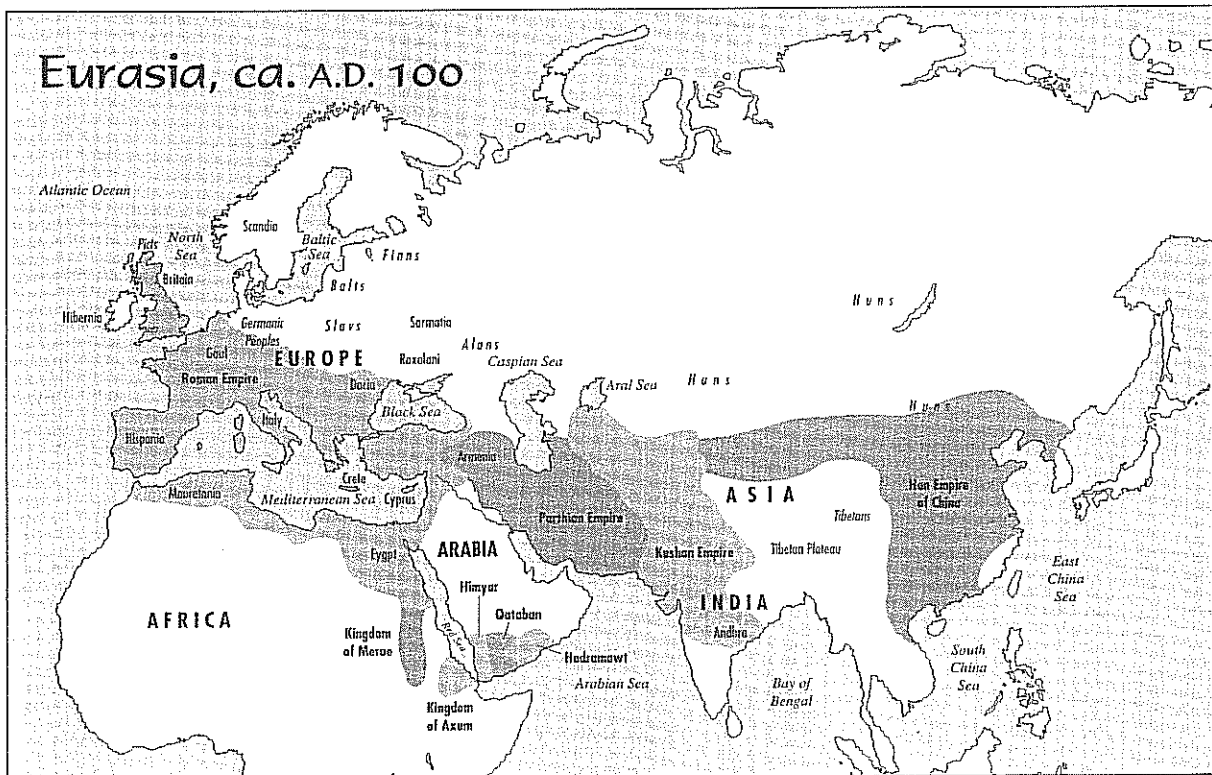 Eurasia, ca. A.D. 100
Atlantic Ocean
Scandia
North
Sea
Baltic
Sea
Picts
Finns
Britain
Balts
Hibernia
Huns
Germanic
Peoples
Slavs
Sarmatia
Gaul
EUROPE
Alans
Roxolani
Caspian Sea
Roman Empire
Dacia
Aral Sea
Huns
Black Sea
Huns
Italy
Hispania
Armenia
Crete
Cyprus
Mauretania
Mediterranean Sea
ASIA
Han Empire
of China
Parthian Empire
Tibetans
Egypt
ARABIA
Kushan Empire
Tibetan Plateau
East
China
Sea
Himyar
INDIA
AFRICA
Qataban
Andhra
Kingdom
of Meroe
Red Sea
Hadramawt
South
China
Sea
Arabian Sea
Bay of
Bengal
Kingdom
of Axum